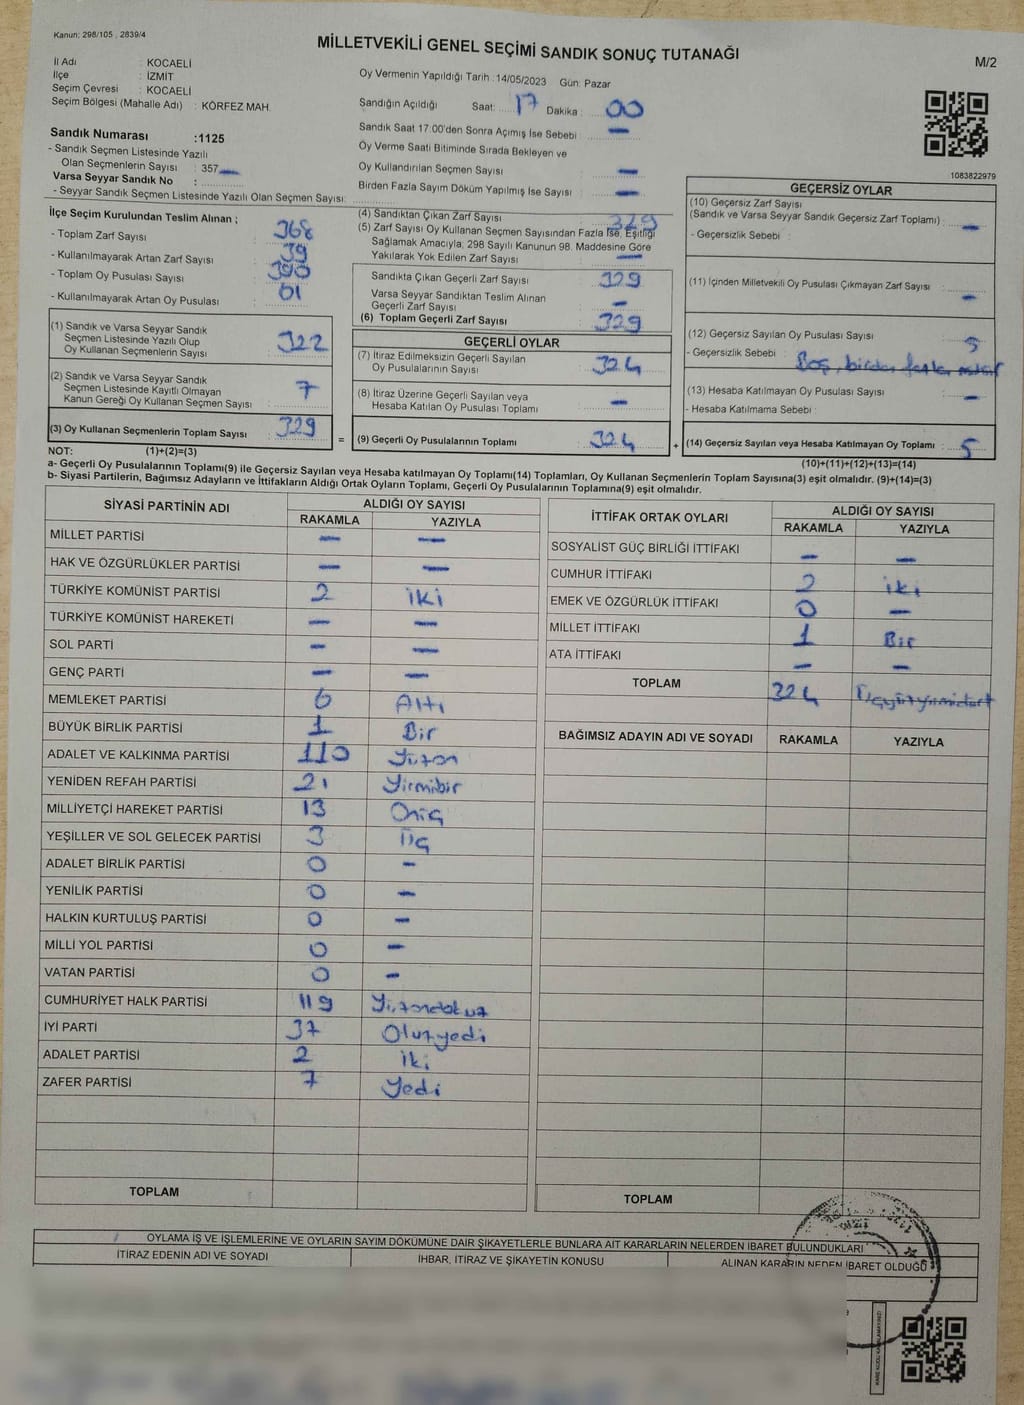 Kanun: 298/105 , 2839/4
MİLLETVEKİLİ GENEL SEÇİMİ SANDIK SONUÇ TUTANAĞI
M/2
İl Adı : KOCAELİ
İlçe : İZMİT
Seçim Çevresi : KOCAELİ
Seçim Bölgesi (Mahalle Adı) : KÖRFEZ MAH.
Sandık Numarası :1125
- Sandık Seçmen Listesinde Yazılı
Olan Seçmenlerin Sayısı : 357
Varsa Seyyar Sandık No :
- Seyyar Sandık Seçmen Listesinde Yazılı Olan Seçmen Sayısı:
Oy Vermenin Yapıldığı Tarih :14/05/2023 Gün: Pazar
Sandığın Açıldığı Saat: 17 Dakika : 00
Sandık Saat 17:00'den Sonra Açımış İse Sebebi : —
Oy Verme Saati Bitiminde Sırada Bekleyen ve
Oy Kullandırılan Seçmen Sayısı : —
Birden Fazla Sayım Döküm Yapılmış İse Sayısı : —
1083822979
İlçe Seçim Kurulundan Teslim Alınan ;
- Toplam Zarf Sayısı : 368
- Kullanılmayarak Artan Zarf Sayısı : 39
- Toplam Oy Pusulası Sayısı : 390
- Kullanılmayarak Artan Oy Pusulası : 61
(1) Sandık ve Varsa Seyyar Sandık
Seçmen Listesinde Yazılı Olup
Oy Kullanan Seçmenlerin Sayısı : 322
(2) Sandık ve Varsa Seyyar Sandık
Seçmen Listesinde Kayıtlı Olmayan
Kanun Gereği Oy Kullanan Seçmen Sayısı : 7
(3) Oy Kullanan Seçmenlerin Toplam Sayısı : 329
(4) Sandıktan Çıkan Zarf Sayısı : 329
(5) Zarf Sayısı Oy Kullanan Seçmen Sayısından Fazla İse, Eşitliği
Sağlamak Amacıyla, 298 Sayılı Kanunun 98. Maddesine Göre
Yakılarak Yok Edilen Zarf Sayısı : —
Sandıkta Çıkan Geçerli Zarf Sayısı : 329
Varsa Seyyar Sandıktan Teslim Alınan
Geçerli Zarf Sayısı : —
(6) Toplam Geçerli Zarf Sayısı : 329
GEÇERLİ OYLAR
(7) İtiraz Edilmeksizin Geçerli Sayılan
Oy Pusulalarının Sayısı : 324
(8) İtiraz Üzerine Geçerli Sayılan veya
Hesaba Katılan Oy Pusulası Toplamı : —
= (9) Geçerli Oy Pusulalarının Toplamı : 324 +
GEÇERSİZ OYLAR
(10) Geçersiz Zarf Sayısı
(Sandık ve Varsa Seyyar Sandık Geçersiz Zarf Toplamı) : —
- Geçersizlik Sebebi :
(11) İçinden Milletvekili Oy Pusulası Çıkmayan Zarf Sayısı : —
(12) Geçersiz Sayılan Oy Pusulası Sayısı : 5
- Geçersizlik Sebebi : Boş, birden fazla
(13) Hesaba Katılmayan Oy Pusulası Sayısı : —
- Hesaba Katılmama Sebebi :
(14) Geçersiz Sayılan veya Hesaba Katılmayan Oy Toplamı : 5
NOT: (1)+(2)=(3)
(10)+(11)+(12)+(13)=(14)
a- Geçerli Oy Pusulalarının Toplamı(9) ile Geçersiz Sayılan veya Hesaba katılmayan Oy Toplamı(14) Toplamları, Oy Kullanan Seçmenlerin Toplam Sayısına(3) eşit olmalıdır. (9)+(14)=(3)
b- Siyasi Partilerin, Bağımsız Adayların ve İttifakların Aldığı Ortak Oyların Toplamı, Geçerli Oy Pusulalarının Toplamına(9) eşit olmalıdır.
SİYASİ PARTİNİN ADI ALDIĞI OY SAYISI
RAKAMLA YAZIYLA
MİLLET PARTİSİ — —
HAK VE ÖZGÜRLÜKLER PARTİSİ — —
TÜRKİYE KOMÜNİST PARTİSİ 2 iki
TÜRKİYE KOMÜNİST HAREKETİ — —
SOL PARTİ — —
GENÇ PARTİ — —
MEMLEKET PARTİSİ 6 Altı
BÜYÜK BİRLİK PARTİSİ 1 Bir
ADALET VE KALKINMA PARTİSİ 110 Yüzon
YENİDEN REFAH PARTİSİ 21 Yirmibir
MİLLİYETÇİ HAREKET PARTİSİ 13 Onüç
YEŞİLLER VE SOL GELECEK PARTİSİ 3 Üç
ADALET BİRLİK PARTİSİ 0 —
YENİLİK PARTİSİ 0 —
HALKIN KURTULUŞ PARTİSİ 0 —
MİLLİ YOL PARTİSİ 0 —
VATAN PARTİSİ 0 —
CUMHURİYET HALK PARTİSİ 119 Yüzondokuz
İYİ PARTİ 37 Otuzyedi
ADALET PARTİSİ 2 iki
ZAFER PARTİSİ 7 Yedi
TOPLAM
İTTİFAK ORTAK OYLARI ALDIĞI OY SAYISI
RAKAMLA YAZIYLA
SOSYALİST GÜÇ BİRLİĞİ İTTİFAKI — —
CUMHUR İTTİFAKI 2 iki
EMEK VE ÖZGÜRLÜK İTTİFAKI 0 —
MİLLET İTTİFAKI 1 Bir
ATA İTTİFAKI — —
TOPLAM 324 Üçyüzyirmidört
BAĞIMSIZ ADAYIN ADI VE SOYADI RAKAMLA YAZIYLA
TOPLAM
OYLAMA İŞ VE İŞLEMLERİNE VE OYLARIN SAYIM DÖKÜMÜNE DAİR ŞİKAYETLERLE BUNLARA AİT KARARLARIN NELERDEN İBARET BULUNDUKLARI
İTİRAZ EDENİN ADI VE SOYADI İHBAR, İTİRAZ VE ŞİKAYETİN KONUSU ALINAN KARARIN NEDEN İBARET OLDUĞU